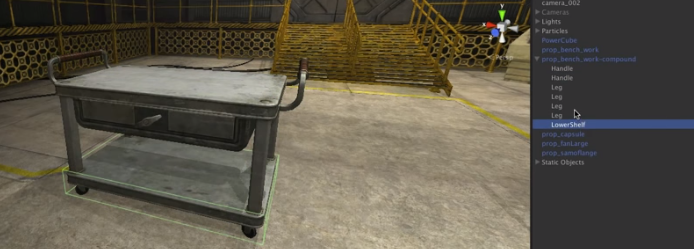 camera_002
Cameras
Lights
Particles
PowerCube
prop_bench_work
prop_bench_work-compound
Handle
Handle
Leg
Leg
Leg
Leg
LowerShelf
prop_capsule
prop_fanLarge
prop_samoflange
Static Objects